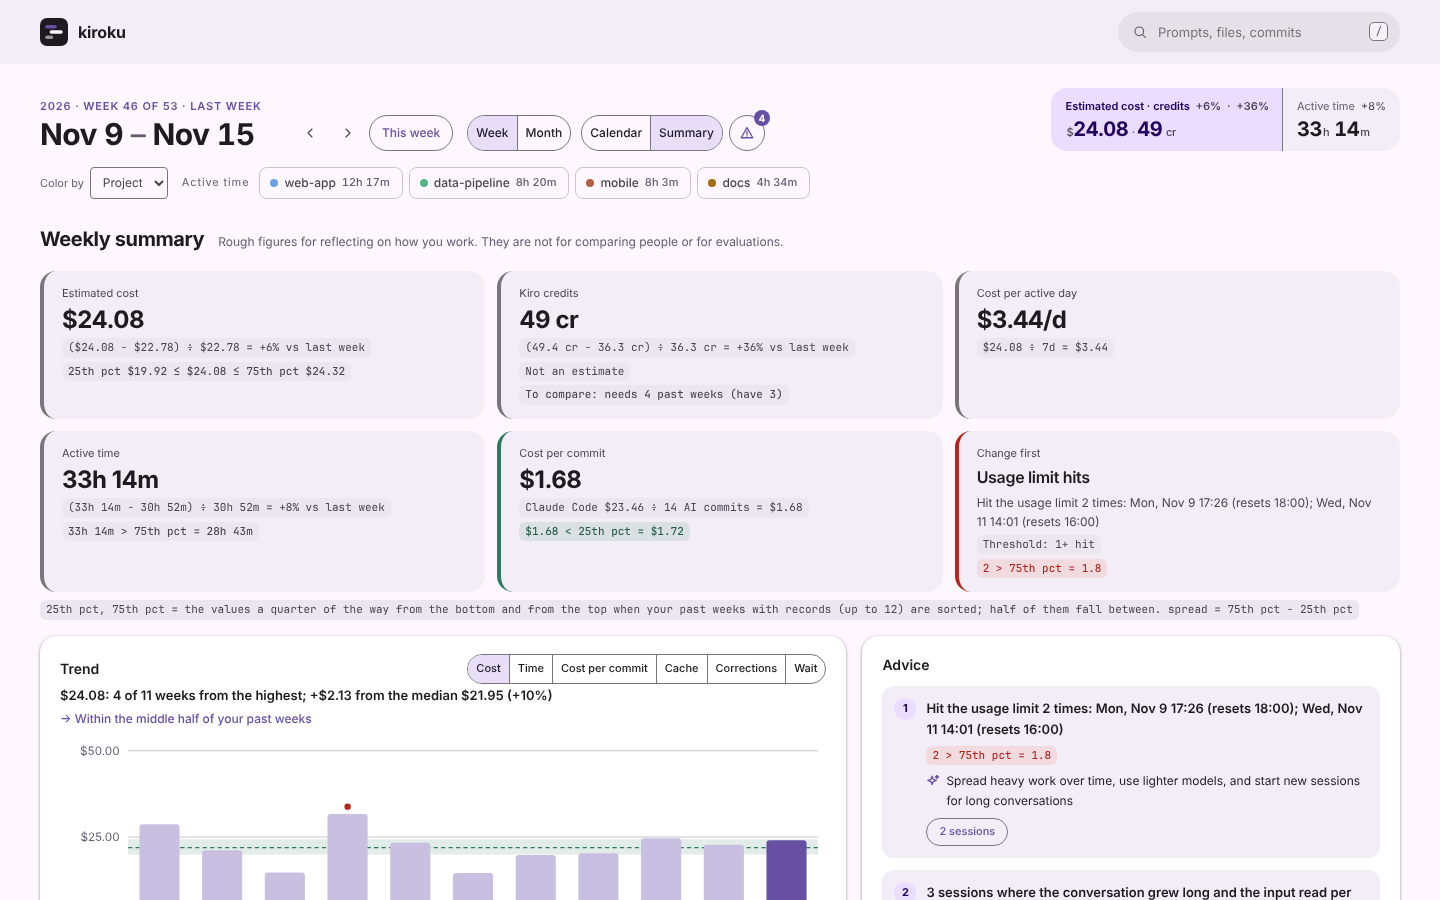 kiroku
Prompts, files, commits
/
2026 · WEEK 46 OF 53 · LAST WEEK
Nov 9 – Nov 15
This week
Week
Month
Calendar
Summary
4
Estimated cost · credits +6% · +36%
$24.08 · 49 cr
Active time +8%
33h 14m
Color by
Project
Active time
web-app 12h 17m
data-pipeline 8h 20m
mobile 8h 3m
docs 4h 34m
Weekly summary
Rough figures for reflecting on how you work. They are not for comparing people or for evaluations.
Estimated cost
$24.08
($24.08 - $22.78) ÷ $22.78 = +6% vs last week
25th pct $19.92 ≤ $24.08 ≤ 75th pct $24.32
Kiro credits
49 cr
(49.4 cr - 36.3 cr) ÷ 36.3 cr = +36% vs last week
Not an estimate
To compare: needs 4 past weeks (have 3)
Cost per active day
$3.44/d
$24.08 ÷ 7d = $3.44
Active time
33h 14m
(33h 14m - 30h 52m) ÷ 30h 52m = +8% vs last week
33h 14m > 75th pct = 28h 43m
Cost per commit
$1.68
Claude Code $23.46 ÷ 14 AI commits = $1.68
$1.68 < 25th pct = $1.72
Change first
Usage limit hits
Hit the usage limit 2 times: Mon, Nov 9 17:26 (resets 18:00); Wed, Nov
11 14:01 (resets 16:00)
Threshold: 1+ hit
2 > 75th pct = 1.8
25th pct, 75th pct = the values a quarter of the way from the bottom and from the top when your past weeks with records (up to 12) are sorted; half of them fall between. spread = 75th pct - 25th pct
Trend
Cost
Time
Cost per commit
Cache
Corrections
Wait
$24.08: 4 of 11 weeks from the highest; +$2.13 from the median $21.95 (+10%)
→ Within the middle half of your past weeks
$50.00
$25.00
Advice
1
Hit the usage limit 2 times: Mon, Nov 9 17:26 (resets 18:00); Wed, Nov
11 14:01 (resets 16:00)
2 > 75th pct = 1.8
Spread heavy work over time, use lighter models, and start new sessions
for long conversations
2 sessions
2
3 sessions where the conversation grew long and the input read per